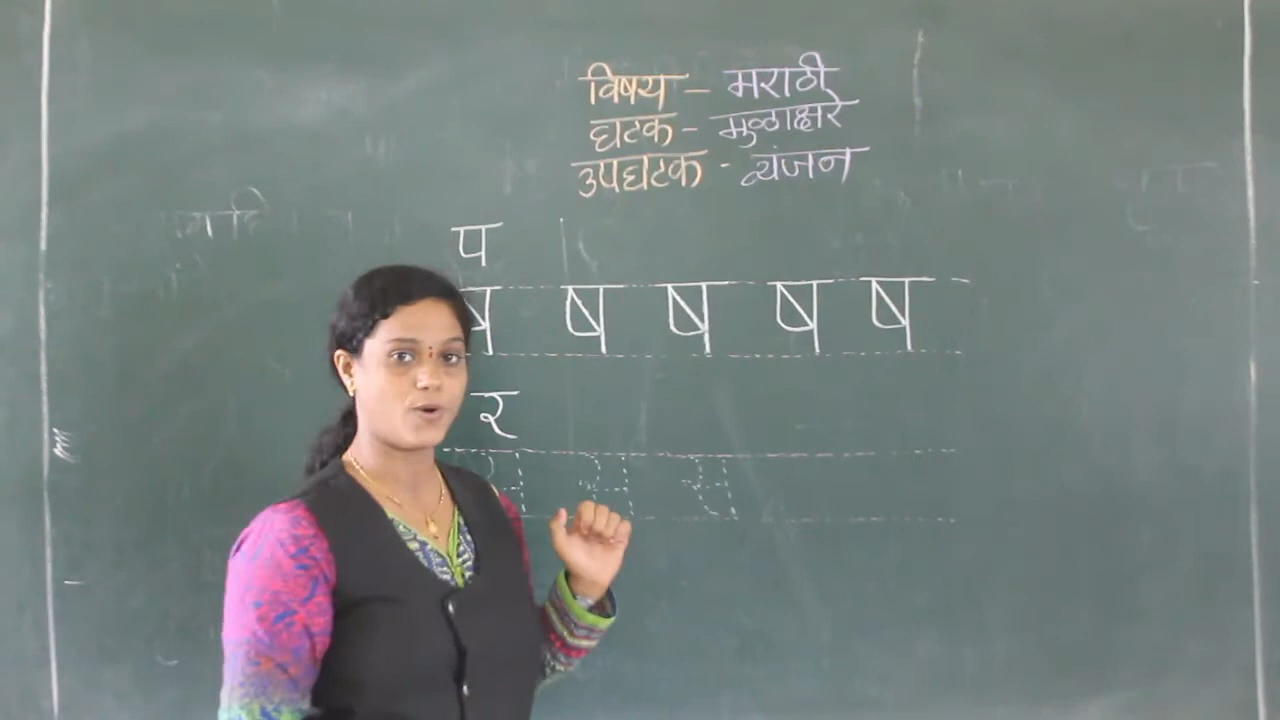 विषय - मराठी
घटक - मुळाक्षरे
उपघटक - व्यंजन
प
ष ष ष ष ष
र
स स स